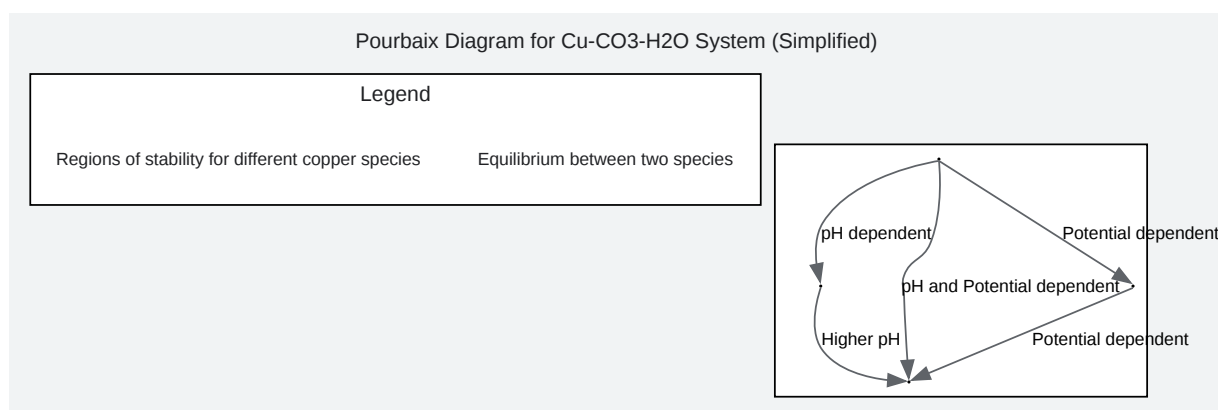 Pourbaix Diagram for Cu-CO3-H2O System (Simplified)
Legend
Regions of stability for different copper species
Equilibrium between two species
pH dependent
Potential dependent
pH and Potential dependent
Higher pH
Potential dependent